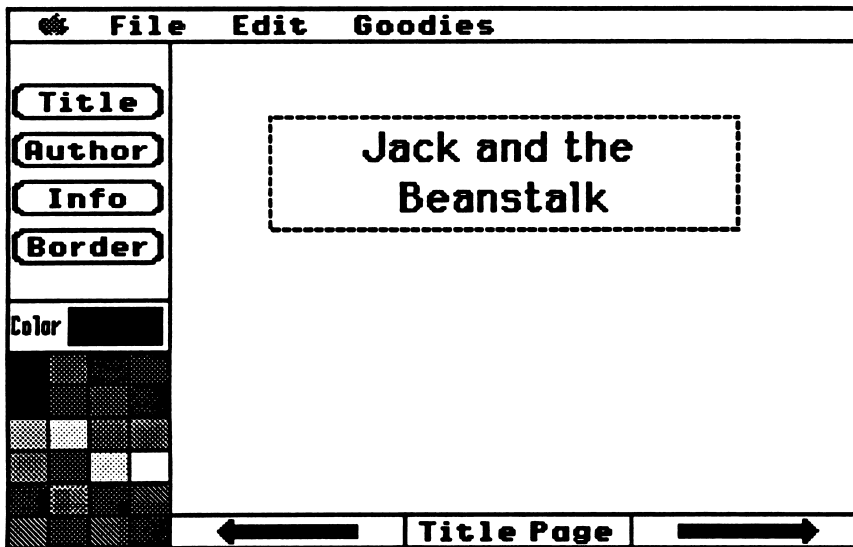 File Edit Goodies
Title
Author
Info
Border
Color
Jack and the
Beanstalk
Title Page